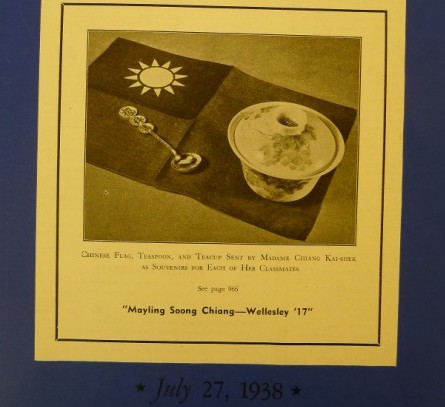 Chinese Flag, Teaspoon, and Teacup Sent by Madame Chiang Kai-shek
as Souvenirs for Each of Her Classmates
See page 966
"Mayling Soong Chiang—Wellesley '17"
★ July 27, 1938 ★